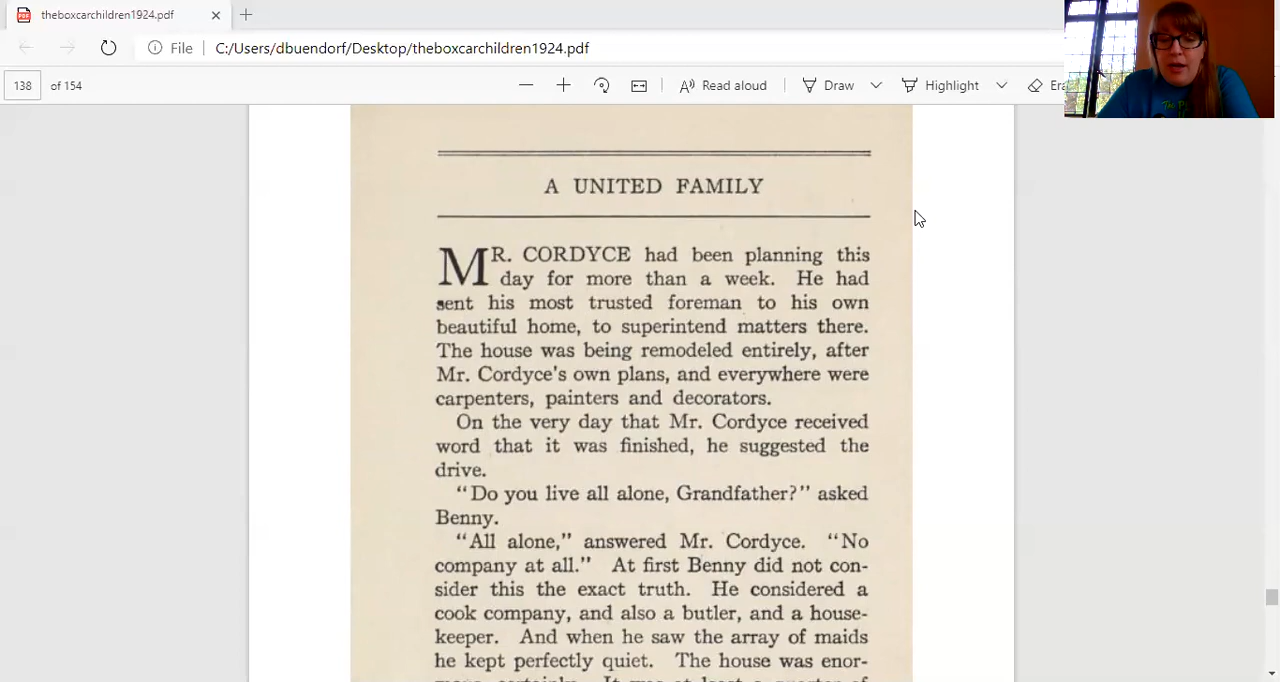 theboxcarchildren1924.pdf
File
C:/Users/dbuendorf/Desktop/theboxcarchildren1924.pdf
138 of 154
Read aloud
Draw
Highlight
A UNITED FAMILY
MR. CORDYCE had been planning this
day for more than a week. He had
sent his most trusted foreman to his own
beautiful home, to superintend matters there.
The house was being remodeled entirely, after
Mr. Cordyce's own plans, and everywhere were
carpenters, painters and decorators.
On the very day that Mr. Cordyce received
word that it was finished, he suggested the
drive.
"Do you live all alone, Grandfather?" asked
Benny.
"All alone," answered Mr. Cordyce. "No
company at all." At first Benny did not con-
sider this the exact truth. He considered a
cook company, and also a butler, and a house-
keeper. And when he saw the array of maids
he kept perfectly quiet. The house was enor-